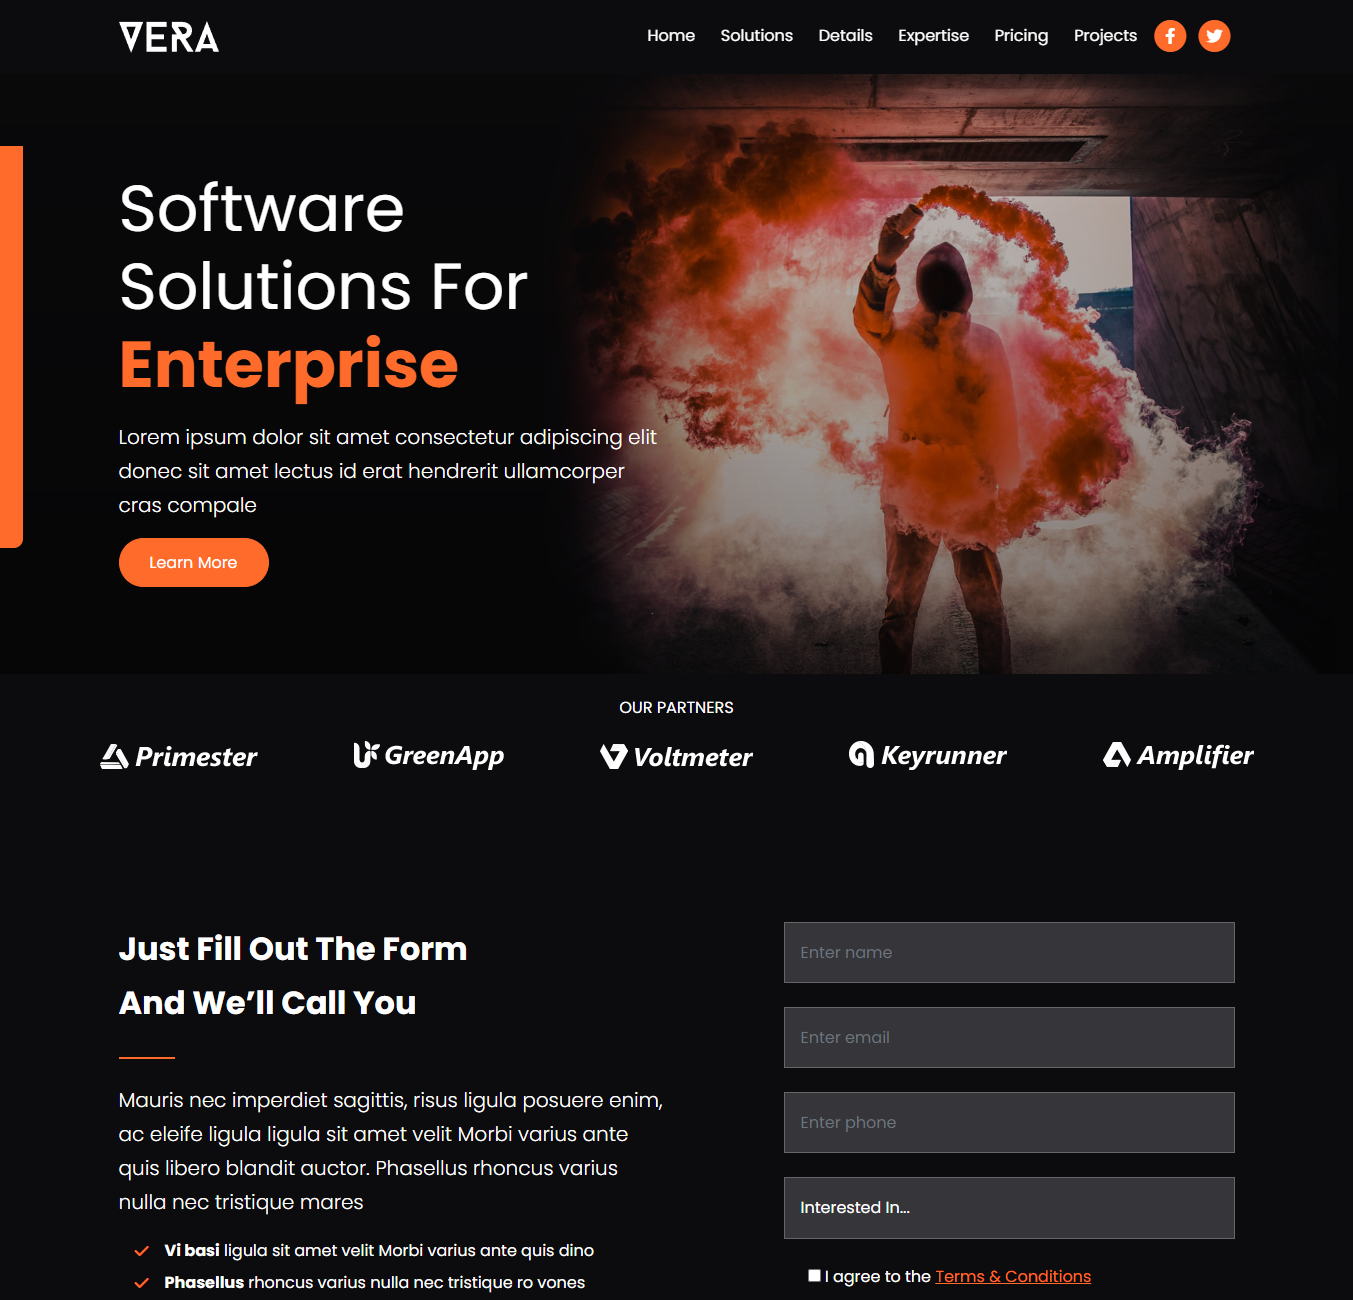 VERA
Home Solutions Details Expertise Pricing Projects
Software
Solutions For
Enterprise
Lorem ipsum dolor sit amet consectetur adipiscing elit
donec sit amet lectus id erat hendrerit ullamcorper
cras compale
Learn More
OUR PARTNERS
Primester GreenApp Voltmeter Keyrunner Amplifier
Just Fill Out The Form
And We’ll Call You
Mauris nec imperdiet sagittis, risus ligula posuere enim,
ac eleife ligula ligula sit amet velit Morbi varius ante
quis libero blandit auctor. Phasellus rhoncus varius
nulla nec tristique mares
Vi basi ligula sit amet velit Morbi varius ante quis dino
Phasellus rhoncus varius nulla nec tristique ro vones
Enter name
Enter email
Enter phone
Interested In...
I agree to the Terms & Conditions